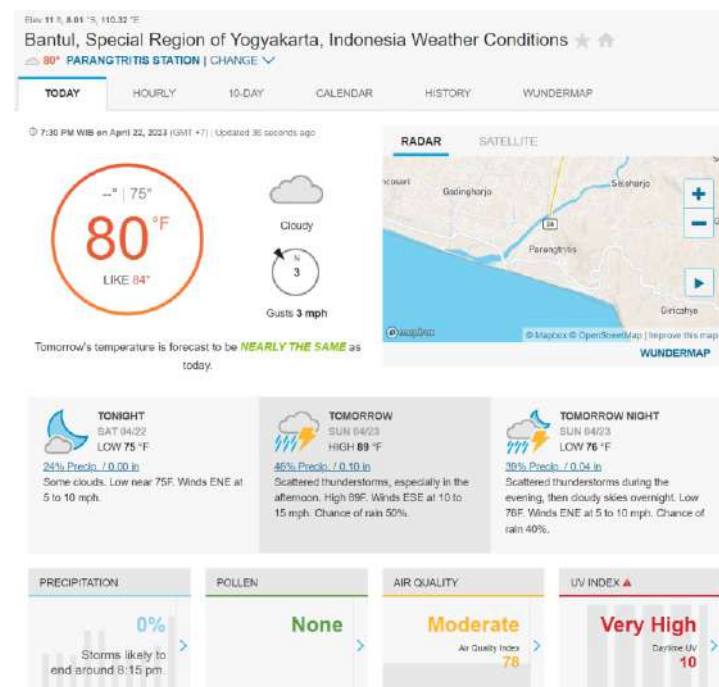 Elev 11 ft, 8.01 °S, 110.32 °E
Bantul, Special Region of Yogyakarta, Indonesia Weather Conditions
80° PARANGTRITIS STATION | CHANGE
TODAY HOURLY 10-DAY CALENDAR HISTORY WUNDERMAP
7:30 PM WIB on April 22, 2023 (GMT +7) | Updated 36 seconds ago
--° | 75°
80 °F
LIKE 84°
Cloudy
N
3
Gusts 3 mph
Tomorrow's temperature is forecast to be NEARLY THE SAME as
today.
RADAR SATELLITE
Gadingharjo
Seloharjo
Parangtritis
Giricahyo
+
−
mapbox
© Mapbox © OpenStreetMap | Improve this map
WUNDERMAP
TONIGHT
SAT 04/22
LOW 75 °F
24% Precip. / 0.00 in
Some clouds. Low near 75F. Winds ENE at
5 to 10 mph.
TOMORROW
SUN 04/23
HIGH 89 °F
46% Precip. / 0.10 in
Scattered thunderstorms, especially in the
afternoon. High 89F. Winds ESE at 10 to
15 mph. Chance of rain 50%.
TOMORROW NIGHT
SUN 04/23
LOW 76 °F
39% Precip. / 0.04 in
Scattered thunderstorms during the
evening, then cloudy skies overnight. Low
76F. Winds ENE at 5 to 10 mph. Chance of
rain 40%.
PRECIPITATION
0%
Storms likely to
end around 8:15 pm.
POLLEN
None
AIR QUALITY
Moderate
Air Quality Index
78
UV INDEX
Very High
Daytime UV
10